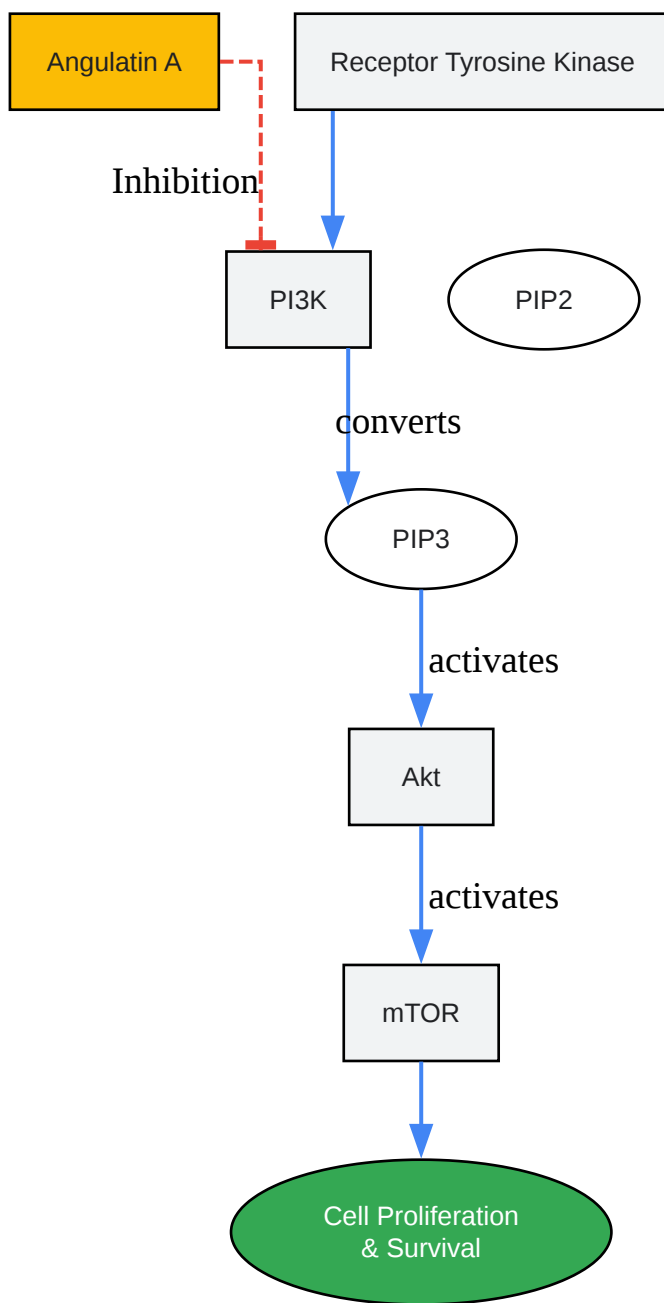 Angulatin A
Receptor Tyrosine Kinase
Inhibition
PI3K
PIP2
converts
PIP3
activates
Akt
activates
mTOR
Cell Proliferation
& Survival